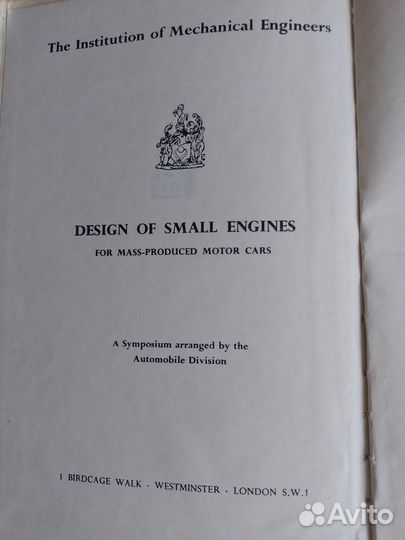 The Institution of Mechanical Engineers
DESIGN OF SMALL ENGINES
FOR MASS-PRODUCED MOTOR CARS
A Symposium arranged by the
Automobile Division
1 BIRDCAGE WALK · WESTMINSTER · LONDON S.W.1
Avito